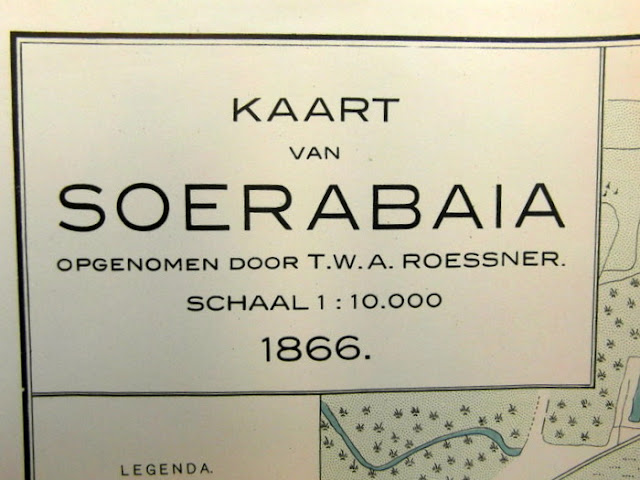 KAART
VAN
SOERABAIA
OPGENOMEN DOOR T.W.A. ROESSNER.
SCHAAL 1 : 10.000
1866.
LEGENDA.